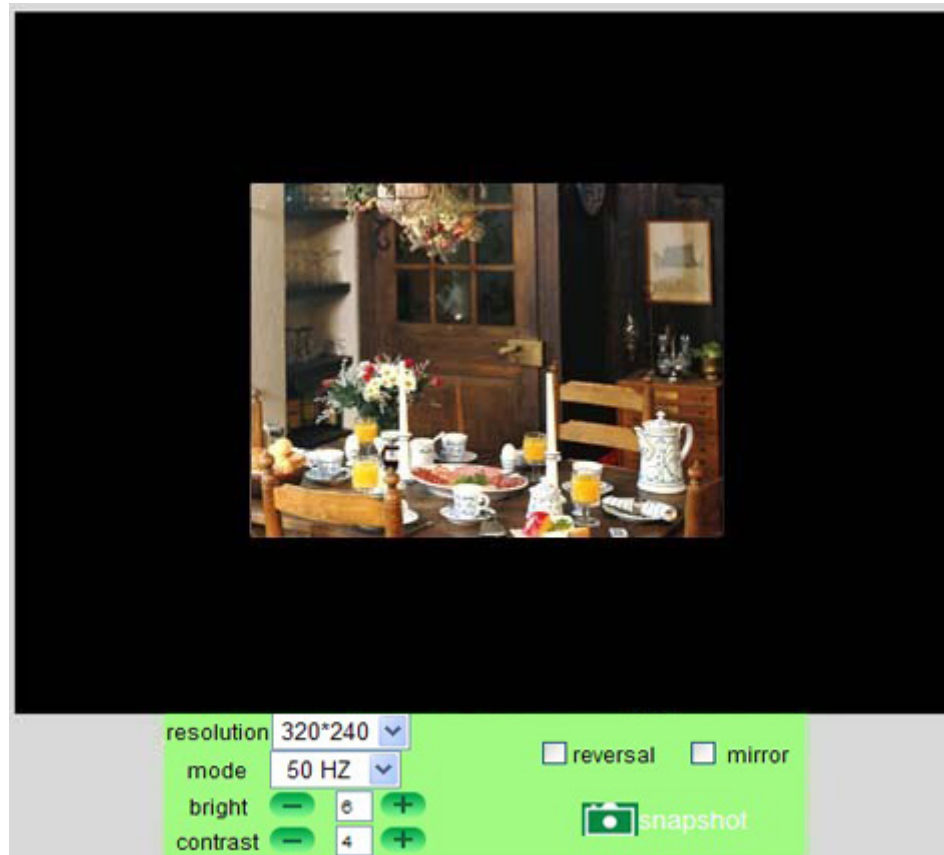 resolution 320*240
reversal mirror
mode 50 HZ
bright 6
snapshot
contrast 4